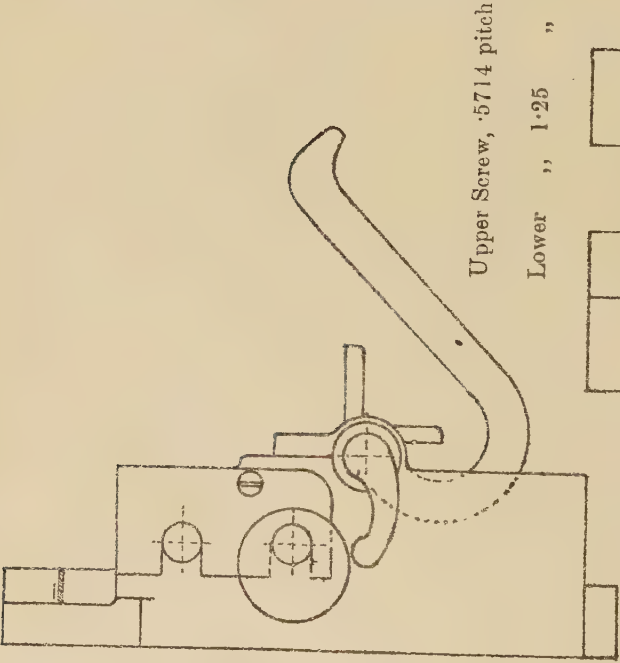 Upper Screw, ·5714 pitch
Lower ,, 1·25 ,,